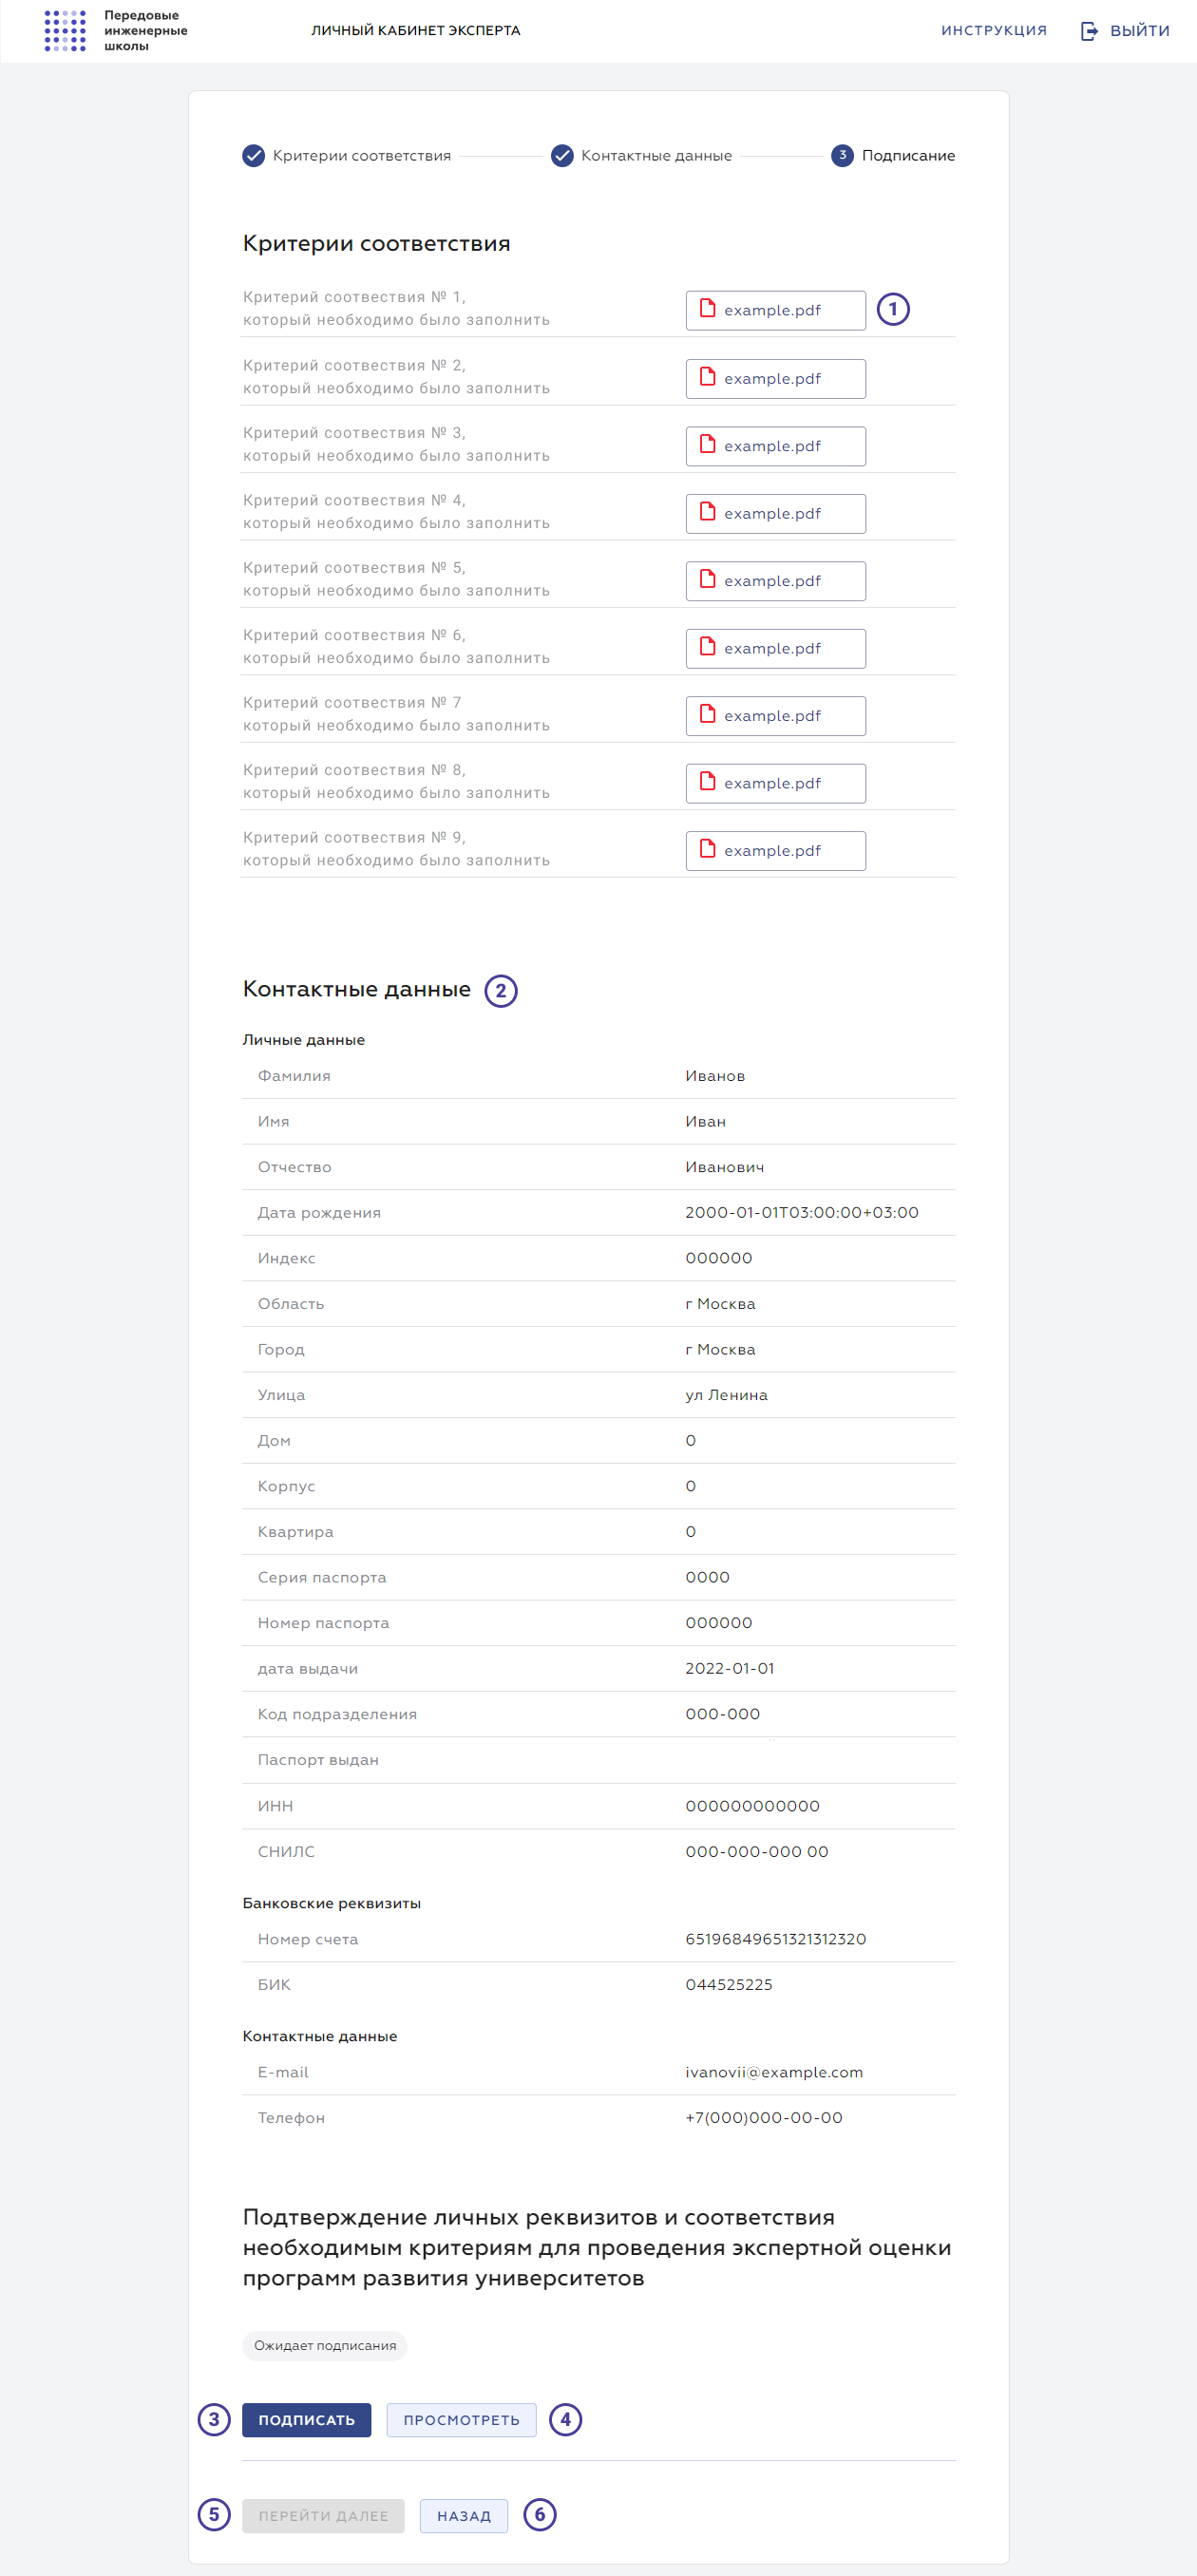 Передовые
инженерные
школы
ЛИЧНЫЙ КАБИНЕТ ЭКСПЕРТА
ИНСТРУКЦИЯ
ВЫЙТИ
Критерии соответствия
Контактные данные
3 Подписание
Критерии соответствия
Критерий соотвествия № 1,
который необходимо было заполнить
example.pdf
1
Критерий соотвествия № 2,
который необходимо было заполнить
example.pdf
Критерий соотвествия № 3,
который необходимо было заполнить
example.pdf
Критерий соотвествия № 4,
который необходимо было заполнить
example.pdf
Критерий соотвествия № 5,
который необходимо было заполнить
example.pdf
Критерий соотвествия № 6,
который необходимо было заполнить
example.pdf
Критерий соотвествия № 7
который необходимо было заполнить
example.pdf
Критерий соотвествия № 8,
который необходимо было заполнить
example.pdf
Критерий соотвествия № 9,
который необходимо было заполнить
example.pdf
Контактные данные 2
Личные данные
Фамилия Иванов
Имя Иван
Отчество Иванович
Дата рождения 2000-01-01T03:00:00+03:00
Индекс 000000
Область г Москва
Город г Москва
Улица ул Ленина
Дом 0
Корпус 0
Квартира 0
Серия паспорта 0000
Номер паспорта 000000
дата выдачи 2022-01-01
Код подразделения 000-000
Паспорт выдан
ИНН 000000000000
СНИЛС 000-000-000 00
Банковские реквизиты
Номер счета 65196849651321312320
БИК 044525225
Контактные данные
E-mail ivanovii@example.com
Телефон +7(000)000-00-00
Подтверждение личных реквизитов и соответствия
необходимым критериям для проведения экспертной оценки
программ развития университетов
Ожидает подписания
3 ПОДПИСАТЬ ПРОСМОТРЕТЬ 4
5 ПЕРЕЙТИ ДАЛЕЕ НАЗАД 6